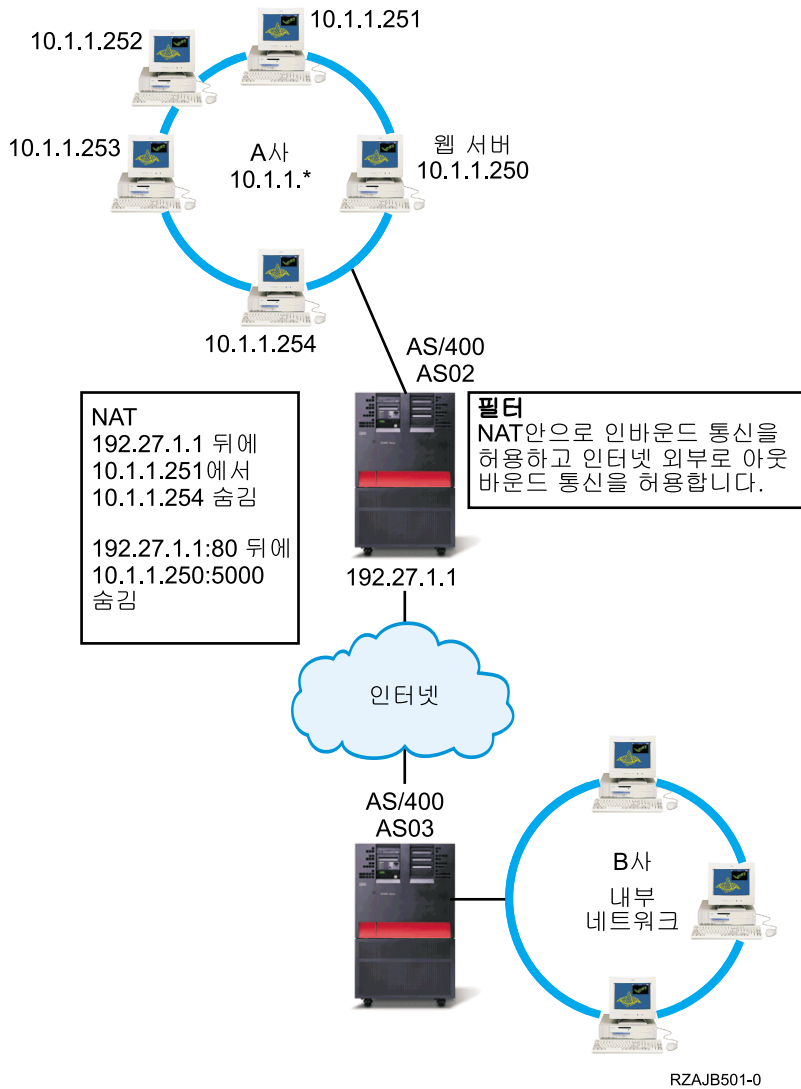 10.1.1.251
10.1.1.252
10.1.1.253
A사
10.1.1.*
웹 서버
10.1.1.250
10.1.1.254
AS/400
AS02
NAT
192.27.1.1 뒤에
10.1.1.251에서
10.1.1.254 숨김
192.27.1.1:80 뒤에
10.1.1.250:5000
숨김
필터
NAT안으로 인바운드 통신을
허용하고 인터넷 외부로 아웃
바운드 통신을 허용합니다.
192.27.1.1
인터넷
AS/400
AS03
B사
내부
네트워크
RZAJB501-0